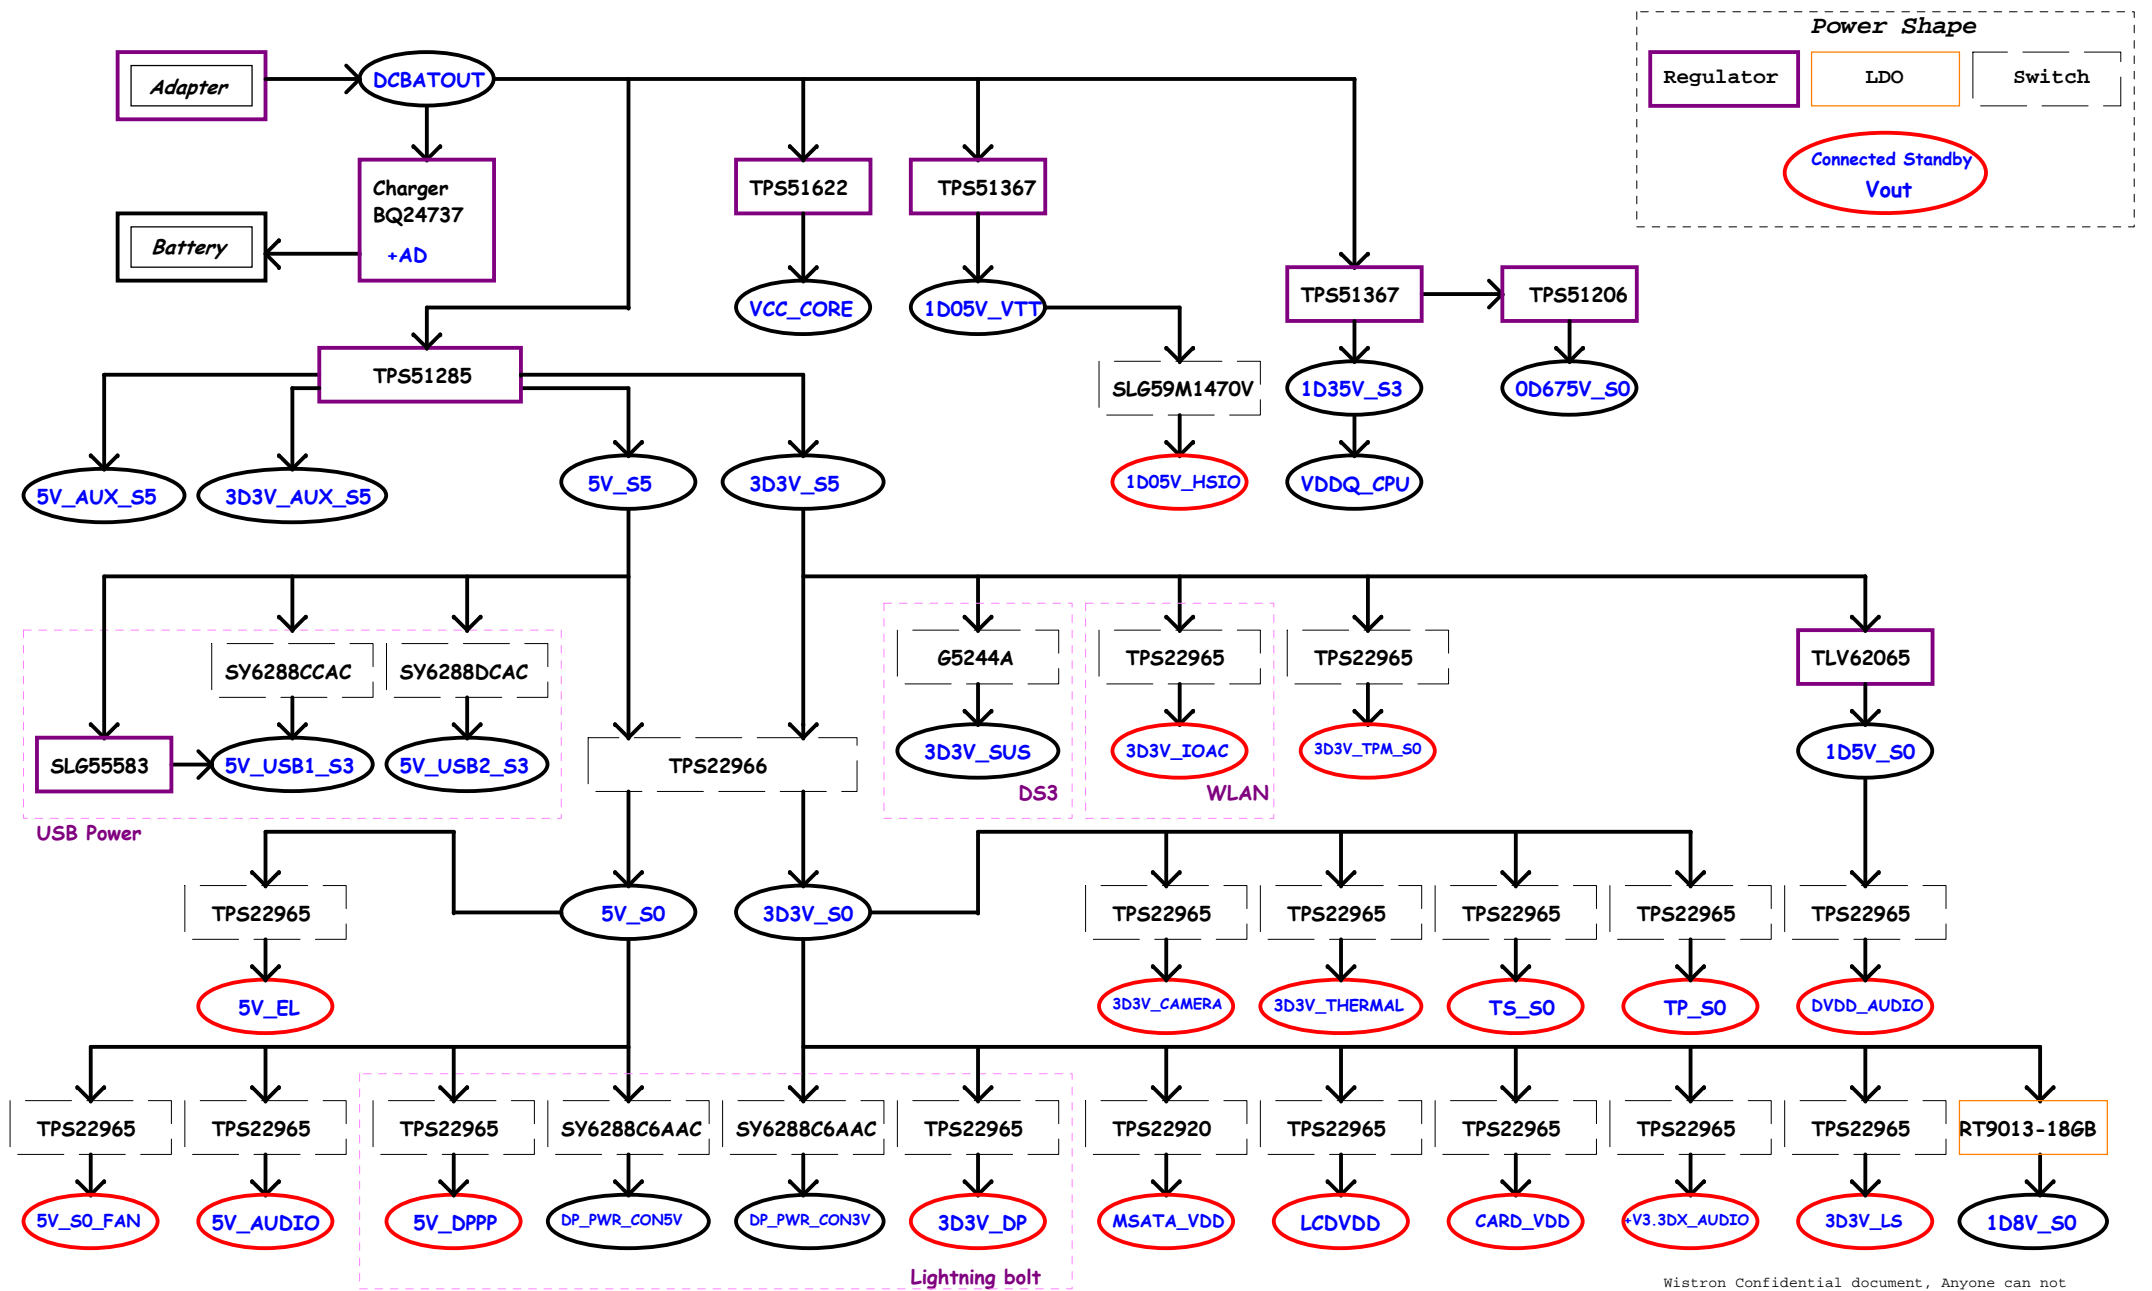 Power Shape
Adapter
DCBATOUT
Regulator
LDO
Switch
Connected Standby
Vout
Charger
BQ24737
+AD
TPS51622
TPS51367
Battery
VCC_CORE
1D05V_VTT
TPS51367
TPS51206
TPS51285
SLG59M1470V
1D35V_S3
0D675V_S0
5V_AUX_S5
3D3V_AUX_S5
5V_S5
3D3V_S5
1D05V_HSIO
VDDQ_CPU
SY6288CCAC
SY6288DCAC
G5244A
TPS22965
TPS22965
TLV62065
SLG55583
5V_USB1_S3
5V_USB2_S3
TPS22966
3D3V_SUS
3D3V_IOAC
3D3V_TPM_S0
1D5V_S0
DS3
WLAN
USB Power
TPS22965
5V_S0
3D3V_S0
TPS22965
TPS22965
TPS22965
TPS22965
TPS22965
5V_EL
3D3V_CAMERA
3D3V_THERMAL
TS_S0
TP_S0
DVDD_AUDIO
TPS22965
TPS22965
TPS22965
SY6288C6AAC
SY6288C6AAC
TPS22965
TPS22920
TPS22965
TPS22965
TPS22965
TPS22965
RT9013-18GB
5V_S0_FAN
5V_AUDIO
5V_DPPP
DP_PWR_CON5V
DP_PWR_CON3V
3D3V_DP
MSATA_VDD
LCDVDD
CARD_VDD
+V3.3DX_AUDIO
3D3V_LS
1D8V_S0
Lightning bolt
Wistron Confidential document, Anyone can not